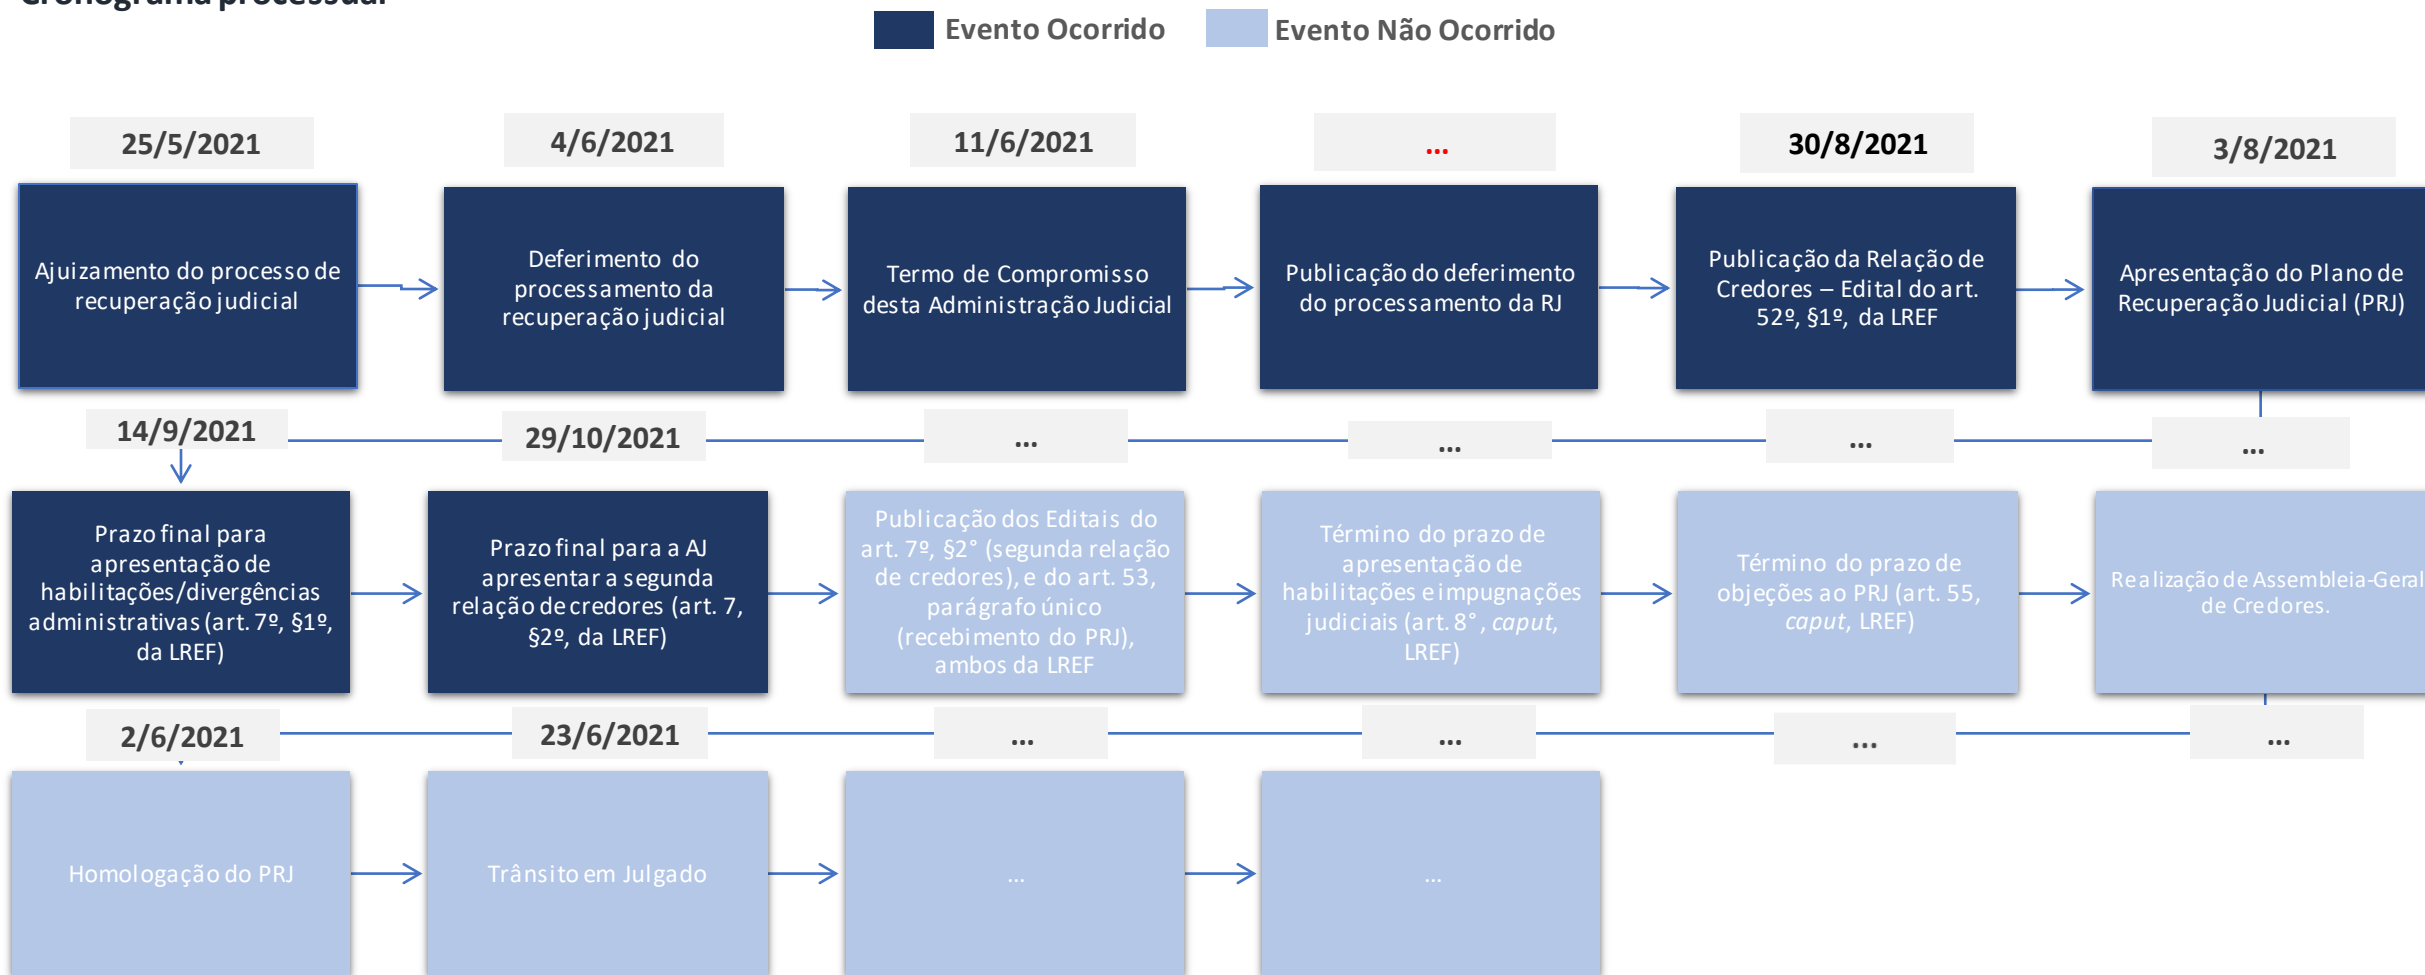 Cronograma processual
Evento Ocorrido
Evento Não Ocorrido
25/5/2021
4/6/2021
11/6/2021
...
30/8/2021
3/8/2021
Ajuizamento do processo de
recuperação judicial
Deferimento do
processamento da
recuperação judicial
Termo de Compromisso
desta Administração Judicial
Publicação do deferimento
do processamento da RJ
Publicação da Relação de
Credores – Edital do art.
52º, §1º, da LREF
Apresentação do Plano de
Recuperação Judicial (PRJ)
14/9/2021
29/10/2021
...
...
...
...
Prazo final para
apresentação de
habilitações/divergências
administrativas (art. 7º, §1º,
da LREF)
Prazo final para a AJ
apresentar a segunda
relação de credores (art. 7,
§2º, da LREF)
Publicação dos Editais do
art. 7º, §2° (segunda relação
de credores), e do art. 53,
parágrafo único
(recebimento do PRJ),
ambos da LREF
Término do prazo de
apresentação de
habilitações e impugnações
judiciais (art. 8°, caput,
LREF)
Término do prazo de
objeções ao PRJ (art. 55,
caput, LREF)
Realização de Assembleia-Geral
de Credores.
2/6/2021
23/6/2021
...
...
...
...
Homologação do PRJ
Trânsito em Julgado
...
...